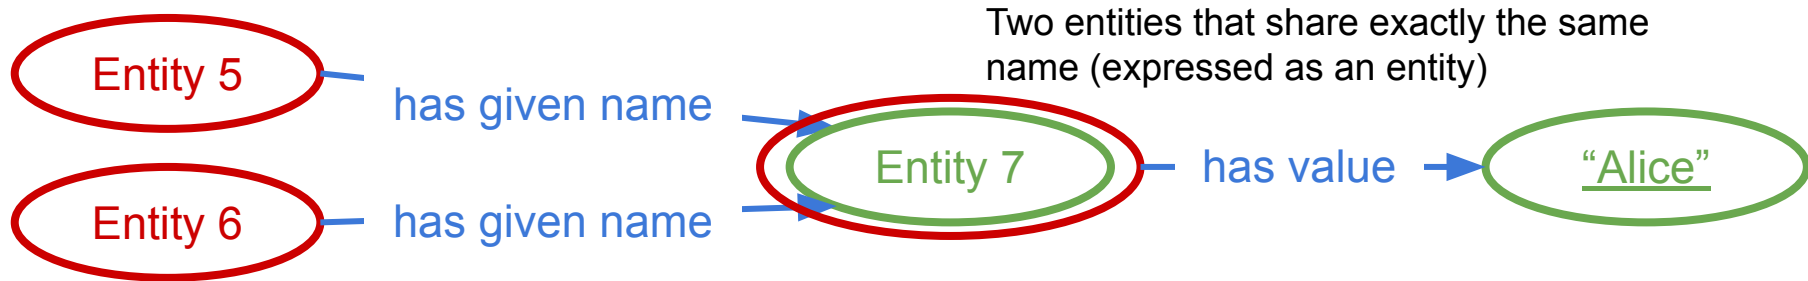 Two entities that share exactly the same
name (expressed as an entity)
Entity 5
has given name
Entity 7
has value
“Alice”
Entity 6
has given name